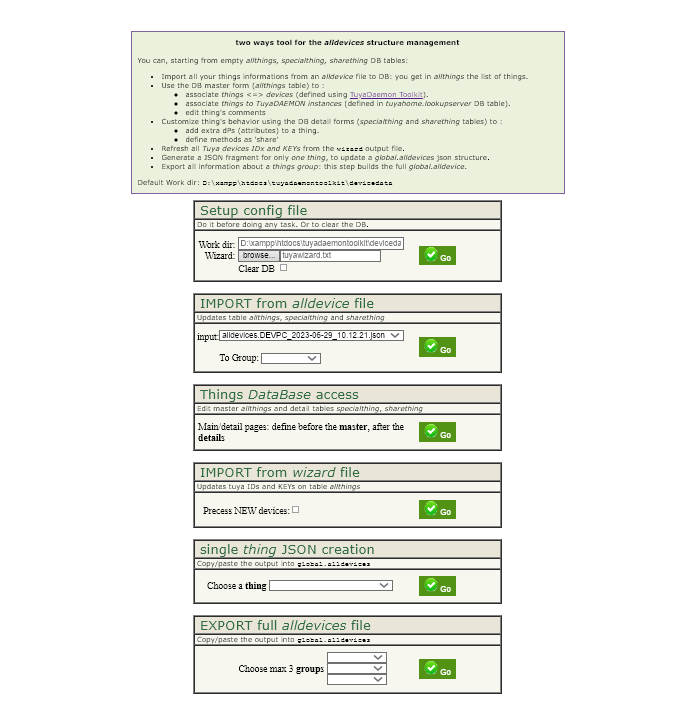 two ways tool for the alldevices structure management
You can, starting from empty allthings, specialthing, sharething DB tables:
• Import all your things informations from an alldevice file to DB: you get in allthings the list of things.
• Use the DB master form (allthings table) to :
• associate things <=> devices (defined using TuyaDaemon Toolkit).
• associate things to TuyaDAEMON instances (defined in tuyahome.lookupserver DB table).
• edit thing's comments
• Customize thing's behavior using the DB detail forms (specialthing and sharething tables) to :
• add extra dPs (attributes) to a thing.
• define methods as 'share'
• Refresh all Tuya devices IDx and KEYs from the wizard output file.
• Generate a JSON fragment for only one thing, to update a global.alldevices json structure.
• Export all information about a things group: this step builds the full global.alldevice.
Default Work dir: D:\xampp\htdocs\tuyadaemontoolkit\devicedata
Setup config file
Do it before doing any task. Or to clear the DB.
Work dir: D:\xampp\htdocs\tuyadaemontoolkit\deviceda
Wizard: browse... tuyawizard.txt Go
Clear DB
IMPORT from alldevice file
Updates table allthings, specialthing and sharething
input: alldevices.DEVPC_2023-06-29_10.12.21.json
Go
To Group:
Things DataBase access
Edit master allthings and detail tables specialthing, sharething
Main/detail pages: define before the master, after the
details Go
IMPORT from wizard file
Updates tuya IDs and KEYs on table allthings
Precess NEW devices: Go
single thing JSON creation
Copy/paste the output into global.alldevices
Choose a thing Go
EXPORT full alldevices file
Copy/paste the output into global.alldevices
Choose max 3 groups Go